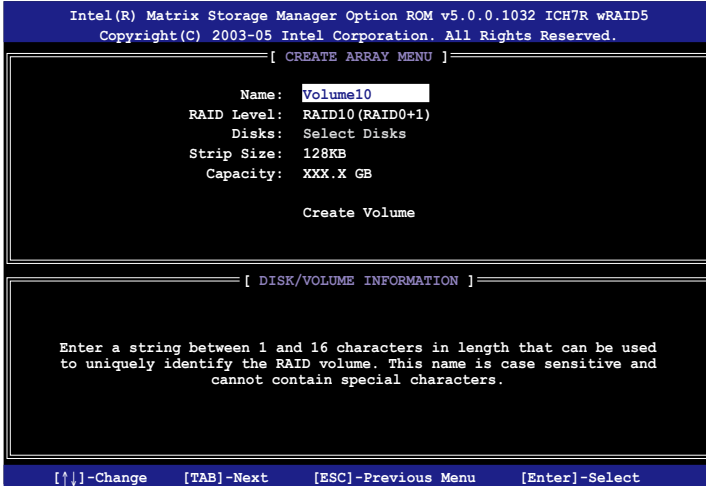 Intel(R) Matrix Storage Manager Option ROM v5.0.0.1032 ICH7R wRAID5
Copyright(C) 2003-05 Intel Corporation. All Rights Reserved.
[ CREATE ARRAY MENU ]
Name: Volume10
RAID Level: RAID10(RAID0+1)
Disks: Select Disks
Strip Size: 128KB
Capacity: XXX.X GB
Create Volume
[ DISK/VOLUME INFORMATION ]
Enter a string between 1 and 16 characters in length that can be used
to uniquely identify the RAID volume. This name is case sensitive and
cannot contain special characters.
[↑↓]-Change [TAB]-Next [ESC]-Previous Menu [Enter]-Select